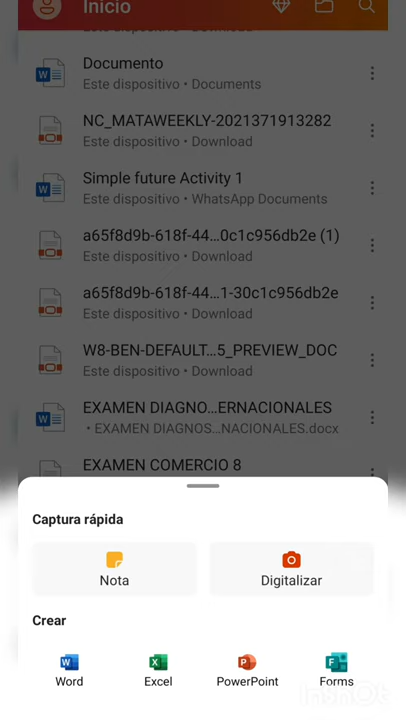 Inicio
Documento
Este dispositivo • Documents
NC_MATAWEEKLY-2021371913282
Este dispositivo • Download
Simple future Activity 1
Este dispositivo • WhatsApp Documents
a65f8d9b-618f-44...0c1c956db2e (1)
Este dispositivo • Download
a65f8d9b-618f-44...1-30c1c956db2e
Este dispositivo • Download
W8-BEN-DEFAULT...5_PREVIEW_DOC
Este dispositivo • Download
EXAMEN DIAGNO...ERNACIONALES
• EXAMEN DIAGNOS...NACIONALES.docx
EXAMEN COMERCIO 8
Captura rápida
Nota
Digitalizar
Crear
Word
Excel
PowerPoint
Forms
InShOt